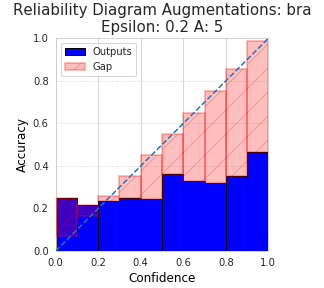 Reliability Diagram Augmentations: bra
Epsilon: 0.2 A: 5
Outputs
Gap
1.0
0.8
0.6
0.4
0.2
0.0
Accuracy
0.0 0.2 0.4 0.6 0.8 1.0
Confidence